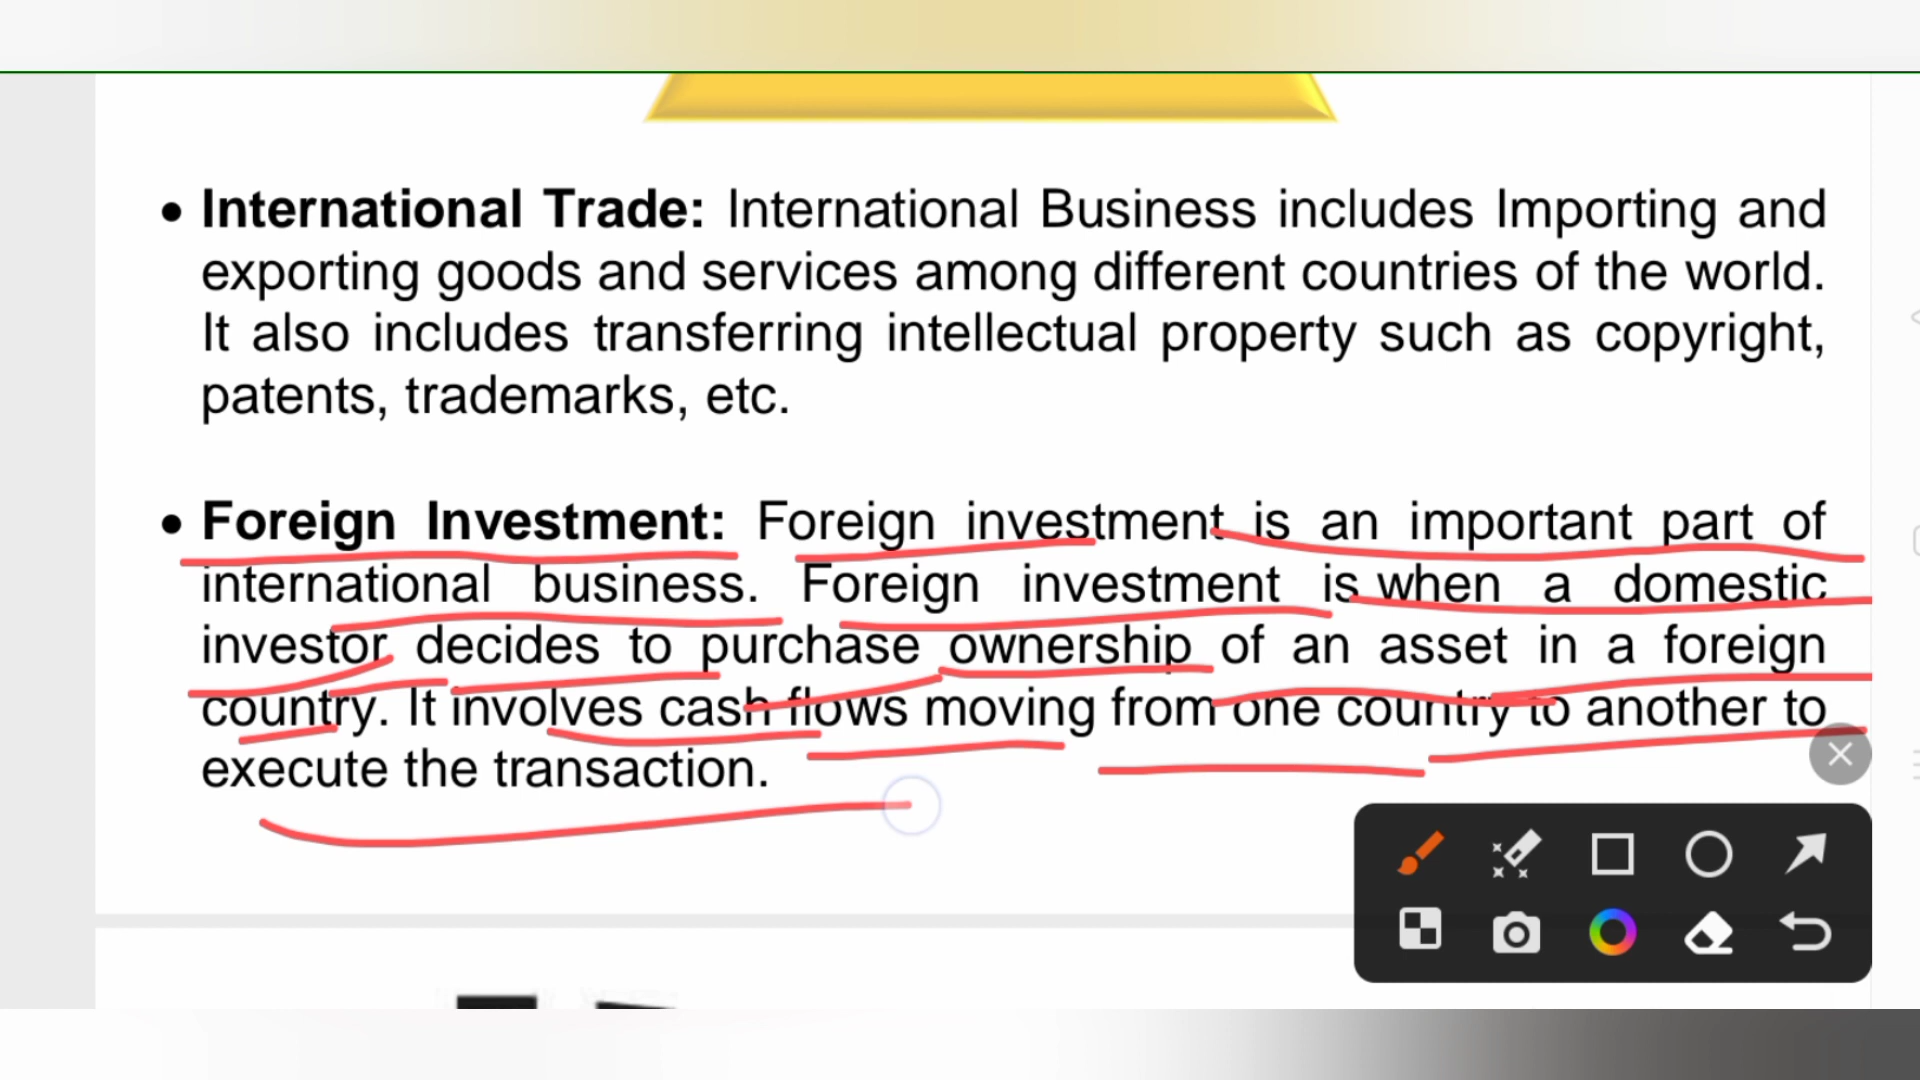 • International Trade: International Business includes Importing and
exporting goods and services among different countries of the world.
It also includes transferring intellectual property such as copyright,
patents, trademarks, etc.
• Foreign Investment: Foreign investment is an important part of
international business. Foreign investment is when a domestic
investor decides to purchase ownership of an asset in a foreign
country. It involves cash flows moving from one country to another to
execute the transaction.